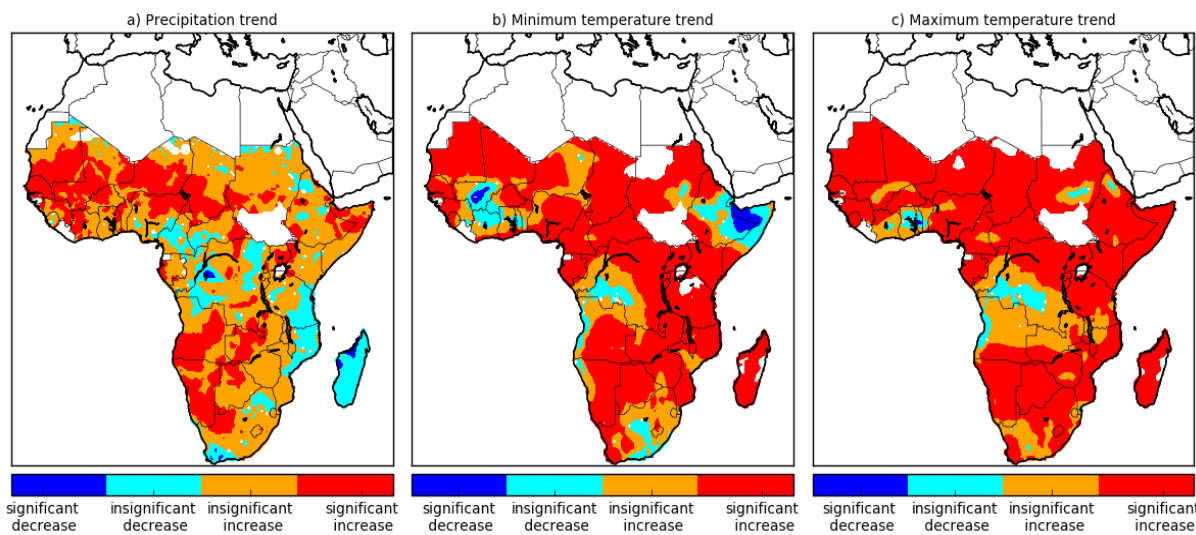 a) Precipitation trend
b) Minimum temperature trend
c) Maximum temperature trend
significant decrease
insignificant decrease
insignificant increase
significant increase
significant decrease
insignificant decrease
insignificant increase
significant increase
significant decrease
insignificant decrease
insignificant increase
significant increase